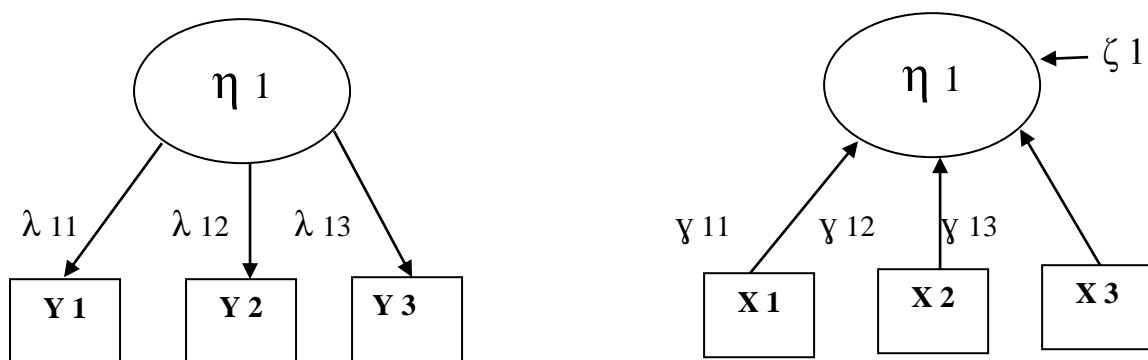 η 1
λ 11 λ 12 λ 13
Y 1 Y 2 Y 3
η 1
ζ 1
ɣ 11 ɣ 12 ɣ 13
X 1 X 2 X 3